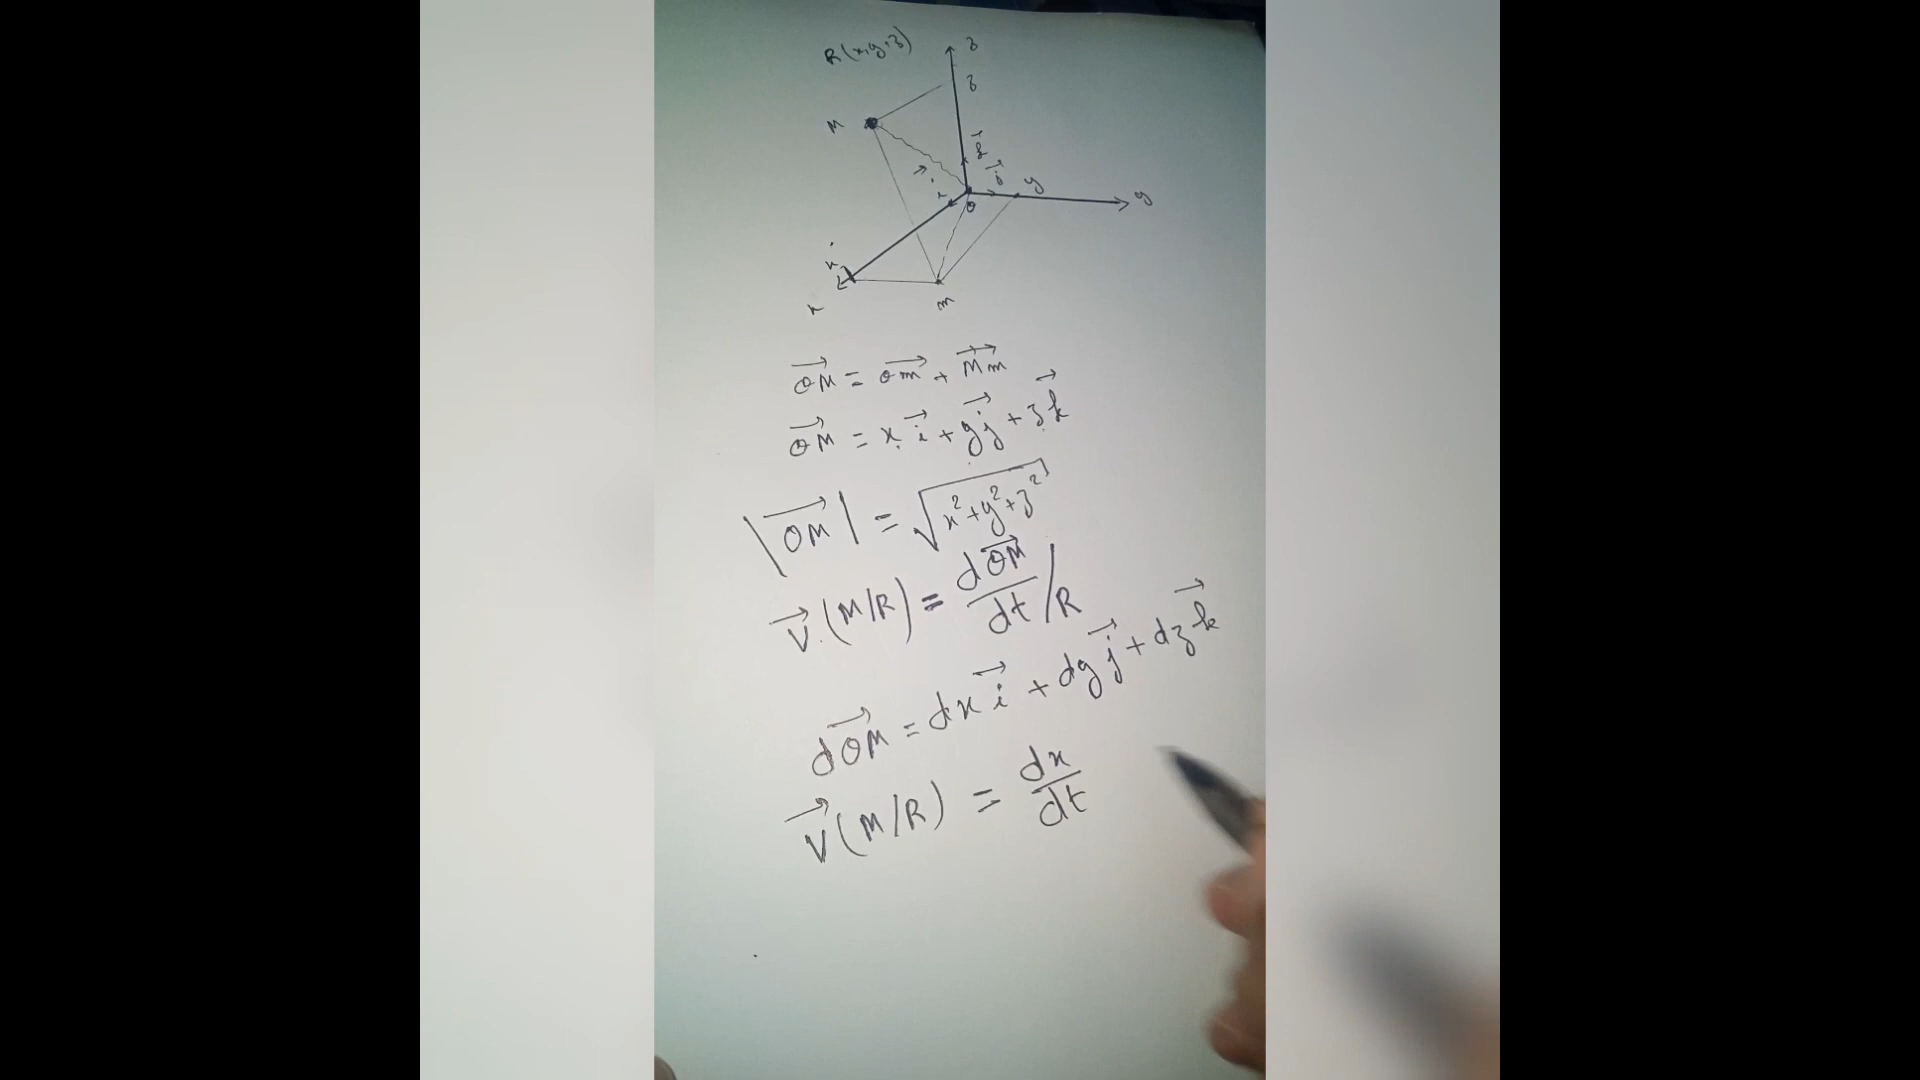 R(x,y,z)
z
z
M
k
j
y
y
i
O
x
x
m
OM = Om + Mm
OM = x i + y j + z k
|OM| = √x² + y² + z²
V(M/R) = dOM/dt /R
dOM = dx i + dy j + dz k
V(M/R) = dx/dt